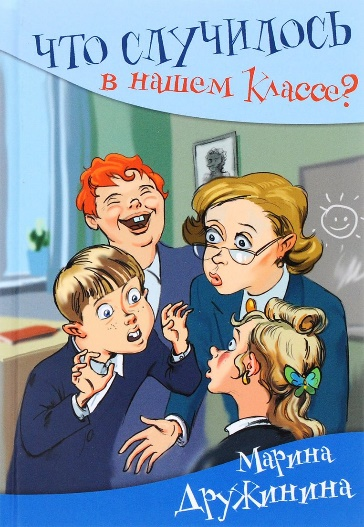 Что случилось
в нашем классе?
Марина
Дружинина